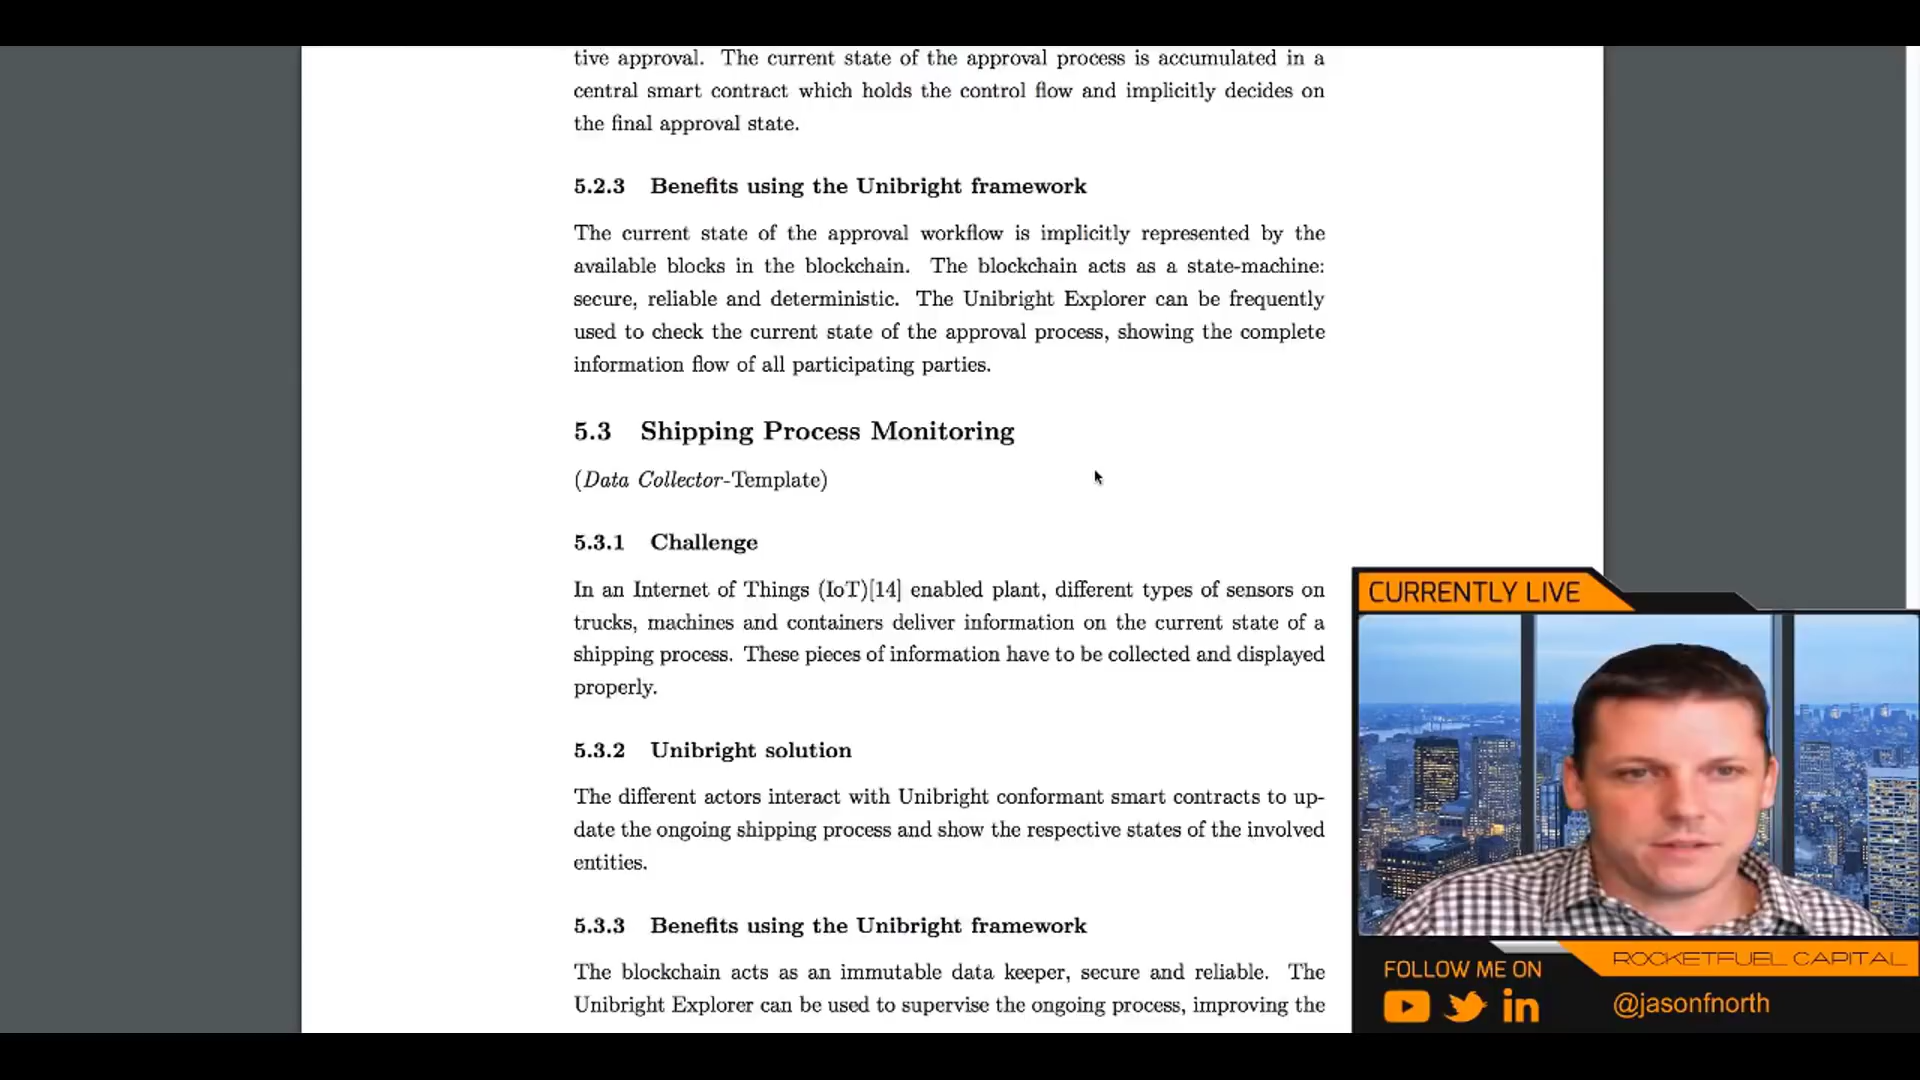 tive approval. The current state of the approval process is accumulated in a
central smart contract which holds the control flow and implicitly decides on
the final approval state.
5.2.3 Benefits using the Unibright framework
The current state of the approval workflow is implicitly represented by the
available blocks in the blockchain. The blockchain acts as a state-machine:
secure, reliable and deterministic. The Unibright Explorer can be frequently
used to check the current state of the approval process, showing the complete
information flow of all participating parties.
5.3 Shipping Process Monitoring
(Data Collector-Template)
5.3.1 Challenge
In an Internet of Things (IoT)[14] enabled plant, different types of sensors on
trucks, machines and containers deliver information on the current state of a
shipping process. These pieces of information have to be collected and displayed
properly.
5.3.2 Unibright solution
The different actors interact with Unibright conformant smart contracts to up-
date the ongoing shipping process and show the respective states of the involved
entities.
5.3.3 Benefits using the Unibright framework
The blockchain acts as an immutable data keeper, secure and reliable. The
Unibright Explorer can be used to supervise the ongoing process, improving the
CURRENTLY LIVE
FOLLOW ME ON
ROCKETFUEL CAPITAL
@jasonfnorth